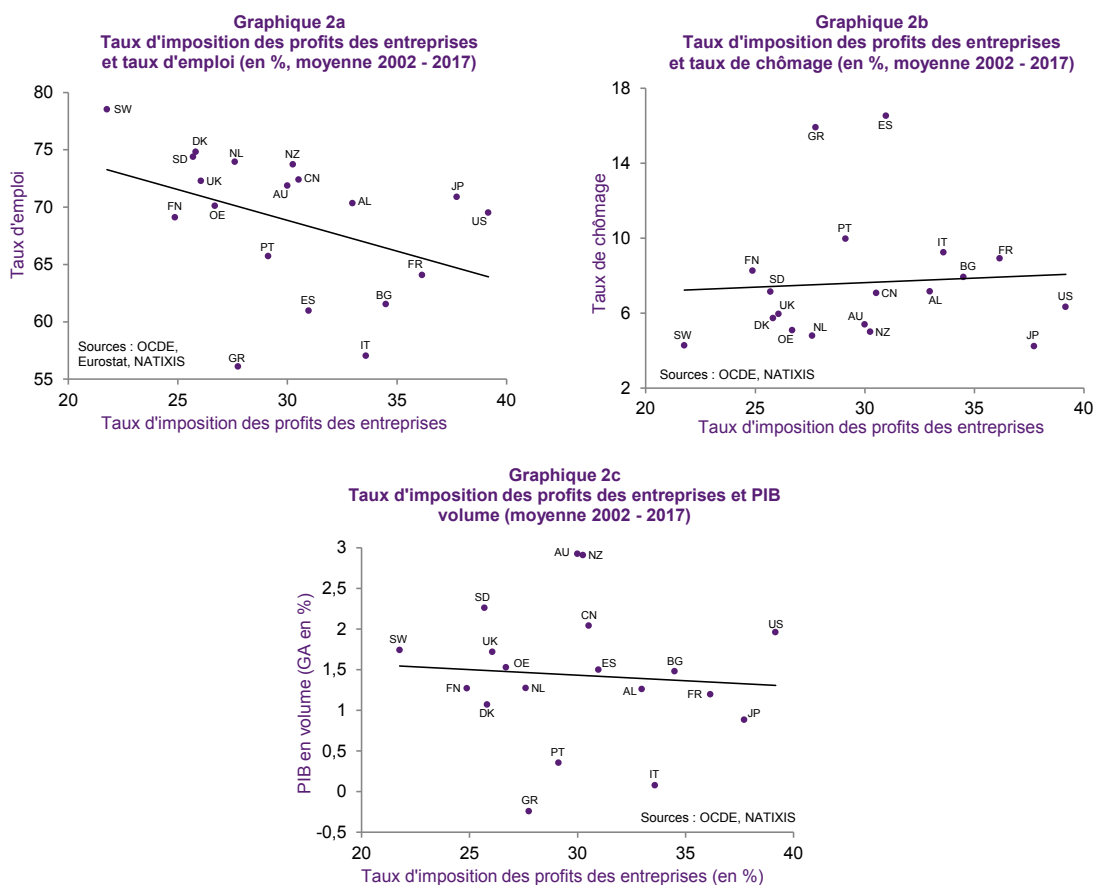 Graphique 2a
Taux d'imposition des profits des entreprises
et taux d'emploi (en %, moyenne 2002 - 2017)
80
75
70
65
60
55
20
25
30
35
40
Taux d'emploi
SW
DK
SD
NL
NZ
UK
CN
AU
AL
JP
FN
OE
US
PT
FR
ES
BG
IT
GR
Sources : OCDE,
Eurostat, NATIXIS
Taux d'imposition des profits des entreprises
Graphique 2b
Taux d'imposition des profits des entreprises
et taux de chômage (en %, moyenne 2002 - 2017)
18
14
10
6
2
20
25
30
35
40
Taux de chômage
GR
ES
PT
IT
FR
FN
BG
SD
CN
AL
UK
US
DK
AU
OE
NL
NZ
SW
JP
Sources : OCDE, NATIXIS
Taux d'imposition des profits des entreprises
Graphique 2c
Taux d'imposition des profits des entreprises et PIB
volume (moyenne 2002 - 2017)
3
2,5
2
1,5
1
0,5
0
-0,5
20
25
30
35
40
PIB en volume (GA en %)
AU
NZ
SD
CN
US
SW
UK
OE
ES
BG
FN
NL
AL
FR
DK
JP
PT
IT
GR
Sources : OCDE, NATIXIS
Taux d'imposition des profits des entreprises (en %)